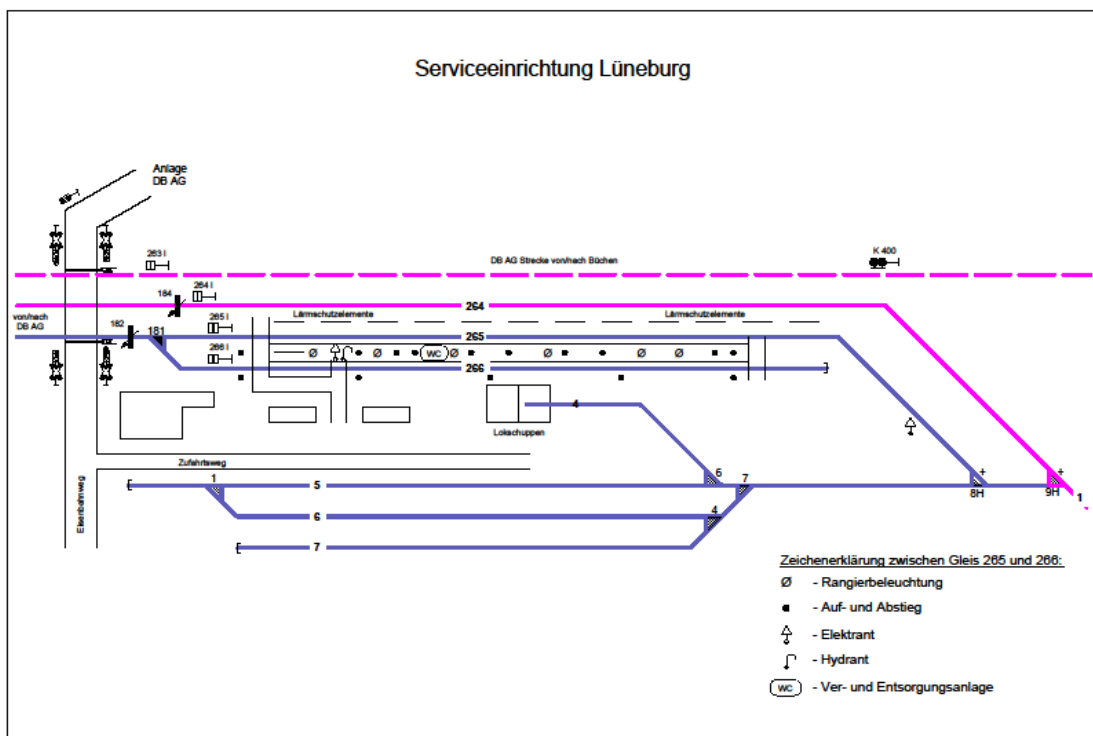 Serviceeinrichtung Lüneburg
Anlage
DB AG
263 I
DB AG Strecke von/nach Büchen
K 400
264 I
184
264
von/nach
DB AG
Lärmschutzelemente
Lärmschutzelemente
265 I
182
181
265
266 I
WC
266
4
Lokschuppen
Zufahrtsweg
Eisenbahnweg
1
5
6
7
8H
+
9H
+
1
6
4
7
Zeichenerklärung zwischen Gleis 265 und 266:
Ø - Rangierbeleuchtung
- Auf- und Abstieg
- Elektrant
- Hydrant
WC - Ver- und Entsorgungsanlage